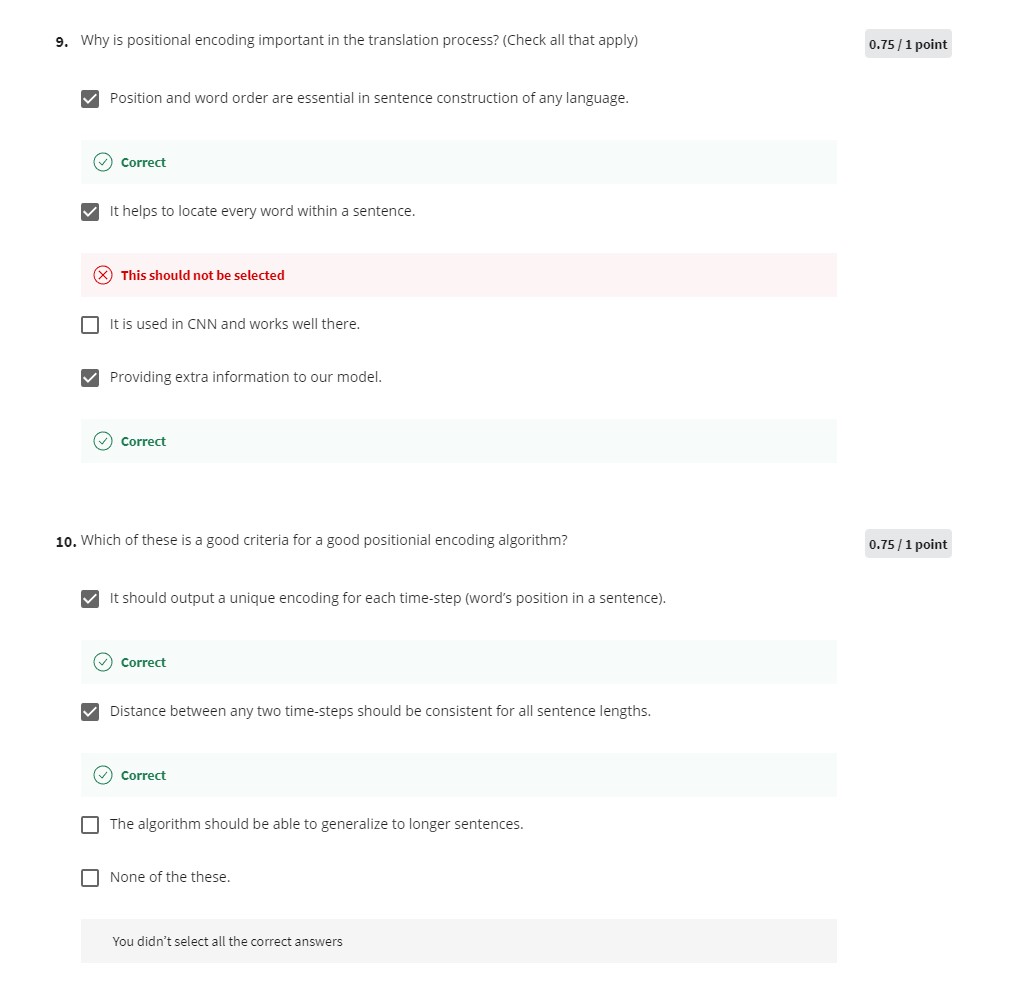 9. Why is positional encoding important in the translation process? (Check all that apply)
0.75 / 1 point
Position and word order are essential in sentence construction of any language.
Correct
It helps to locate every word within a sentence.
This should not be selected
It is used in CNN and works well there.
Providing extra information to our model.
Correct
10. Which of these is a good criteria for a good positionial encoding algorithm?
0.75 / 1 point
It should output a unique encoding for each time-step (word’s position in a sentence).
Correct
Distance between any two time-steps should be consistent for all sentence lengths.
Correct
The algorithm should be able to generalize to longer sentences.
None of the these.
You didn’t select all the correct answers